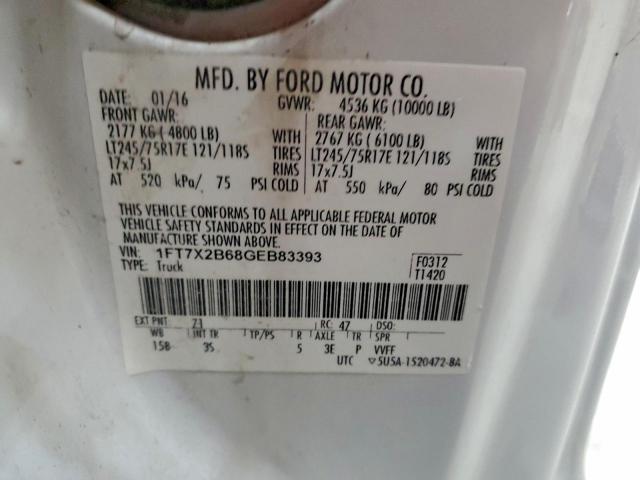 MFD. BY FORD MOTOR CO.
DATE: 01/16 GVWR: 4536 KG (10000 LB)
FRONT GAWR: REAR GAWR:
2177 KG ( 4800 LB) WITH 2767 KG ( 6100 LB) WITH
LT245/75R17E 121/118S TIRES LT245/75R17E 121/118S TIRES
17x7.5J RIMS 17x7.5J RIMS
AT 520 kPa/ 75 PSI COLD AT 550 kPa/ 80 PSI COLD
THIS VEHICLE CONFORMS TO ALL APPLICABLE FEDERAL MOTOR
VEHICLE SAFETY STANDARDS IN EFFECT ON THE DATE OF
MANUFACTURE SHOWN ABOVE.
VIN: 1FT7X2B68GEB83393 F0312
TYPE: Truck T1420
EXT PNT: Z1 RC: 47 DSO:
WB INT TR TP/PS R AXLE TR SPR
158 3S 5 3E P VVFF
UTC ▽5U5A-1520472-BA